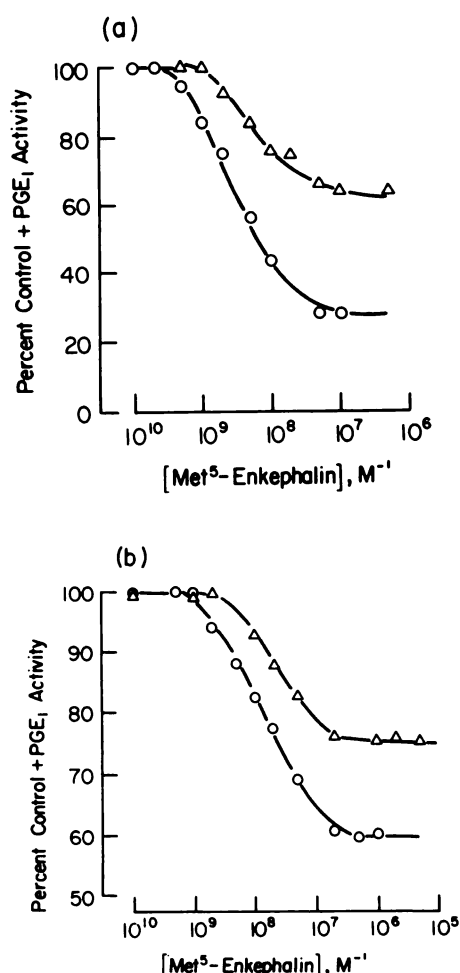 (a)
Percent Control + PGE₁ Activity
100
80
60
40
20
0
10¹⁰ 10⁹ 10⁸ 10⁷ 10⁶
[Met⁵-Enkephalin], M⁻¹
(b)
Percent Control + PGE₁ Activity
100
90
80
70
60
50
10¹⁰ 10⁹ 10⁸ 10⁷ 10⁶ 10⁵
[Met⁵-Enkephalin], M⁻¹